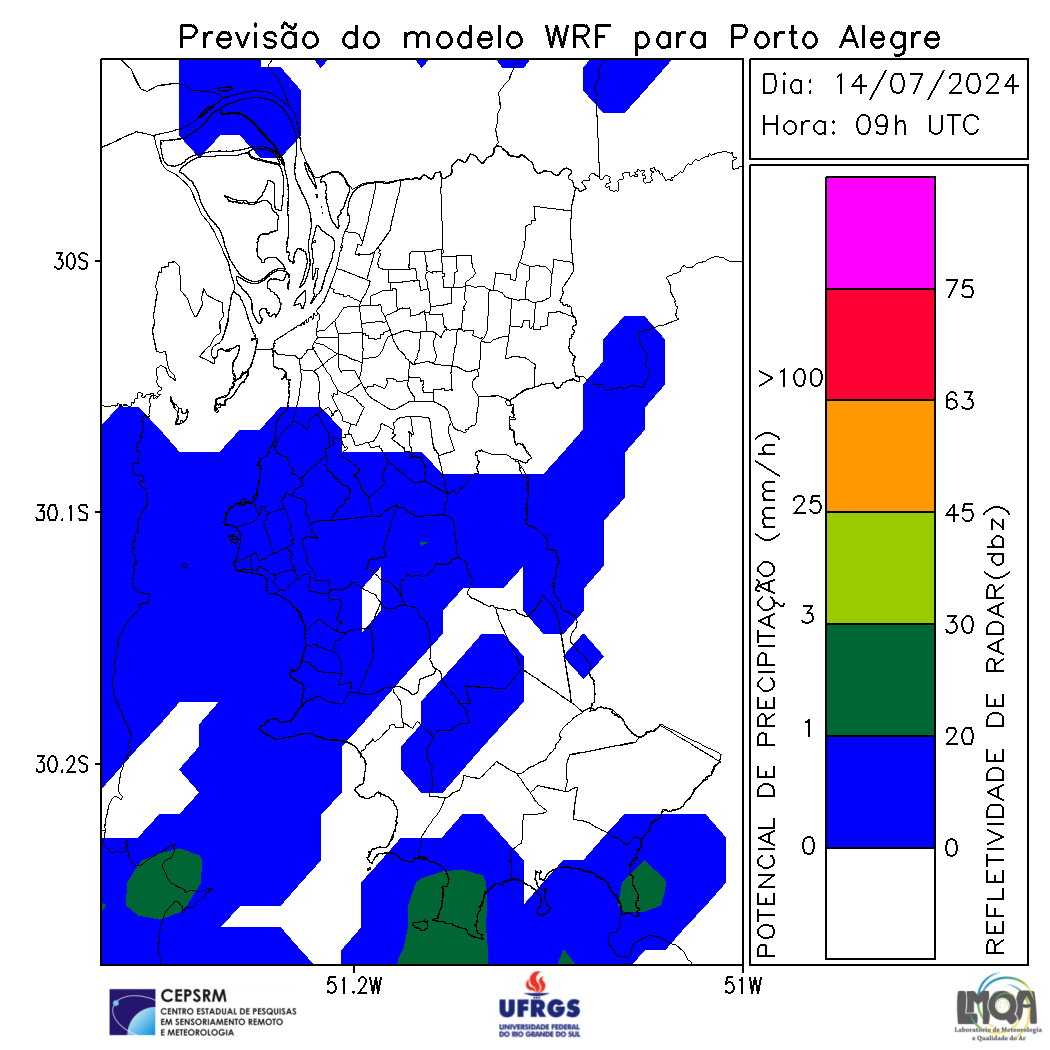 Previsão do modelo WRF para Porto Alegre
Dia: 14/07/2024
Hora: 09h UTC
30S
30.1S
30.2S
51.2W
51W
POTENCIAL DE PRECIPITAÇÃO (mm/h)
>100
25
3
1
0
75
63
45
30
20
0
REFLETIVIDADE DE RADAR(dbz)
CEPSRM
CENTRO ESTADUAL DE PESQUISAS
EM SENSORIAMENTO REMOTO
E METEOROLOGIA
UFRGS
UNIVERSIDADE FEDERAL
DO RIO GRANDE DO SUL
LMQA
Laboratório de Meteorologia
e Qualidade do Ar